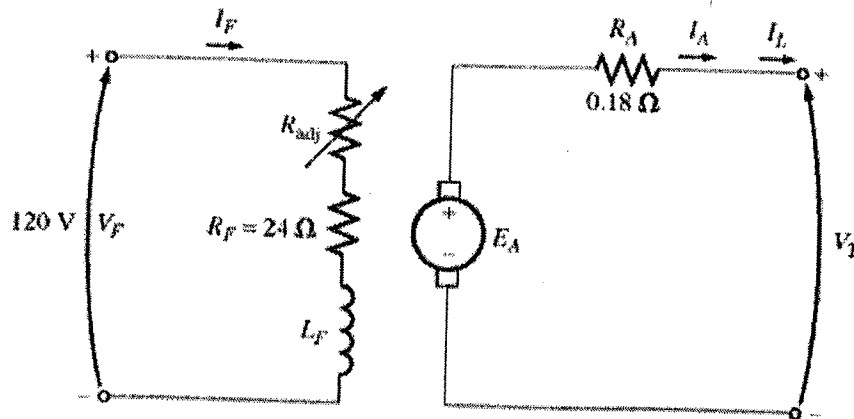 I_F
R_A
I_A
I_L
+
+
0.18 Ω
R_adj
120 V
V_F
R_F = 24 Ω
+
–
E_A
V_T
L_F
–
–